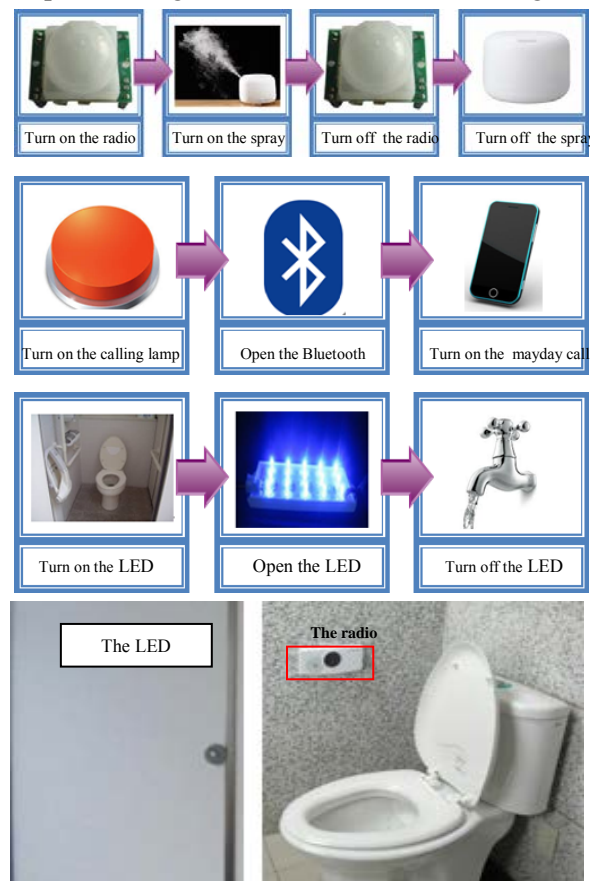 Turn on the radio
Turn on the spray
Turn off the radio
Turn off the spray
Turn on the calling lamp
Open the Bluetooth
Turn on the mayday call
Turn on the LED
Open the LED
Turn off the LED
The LED
The radio